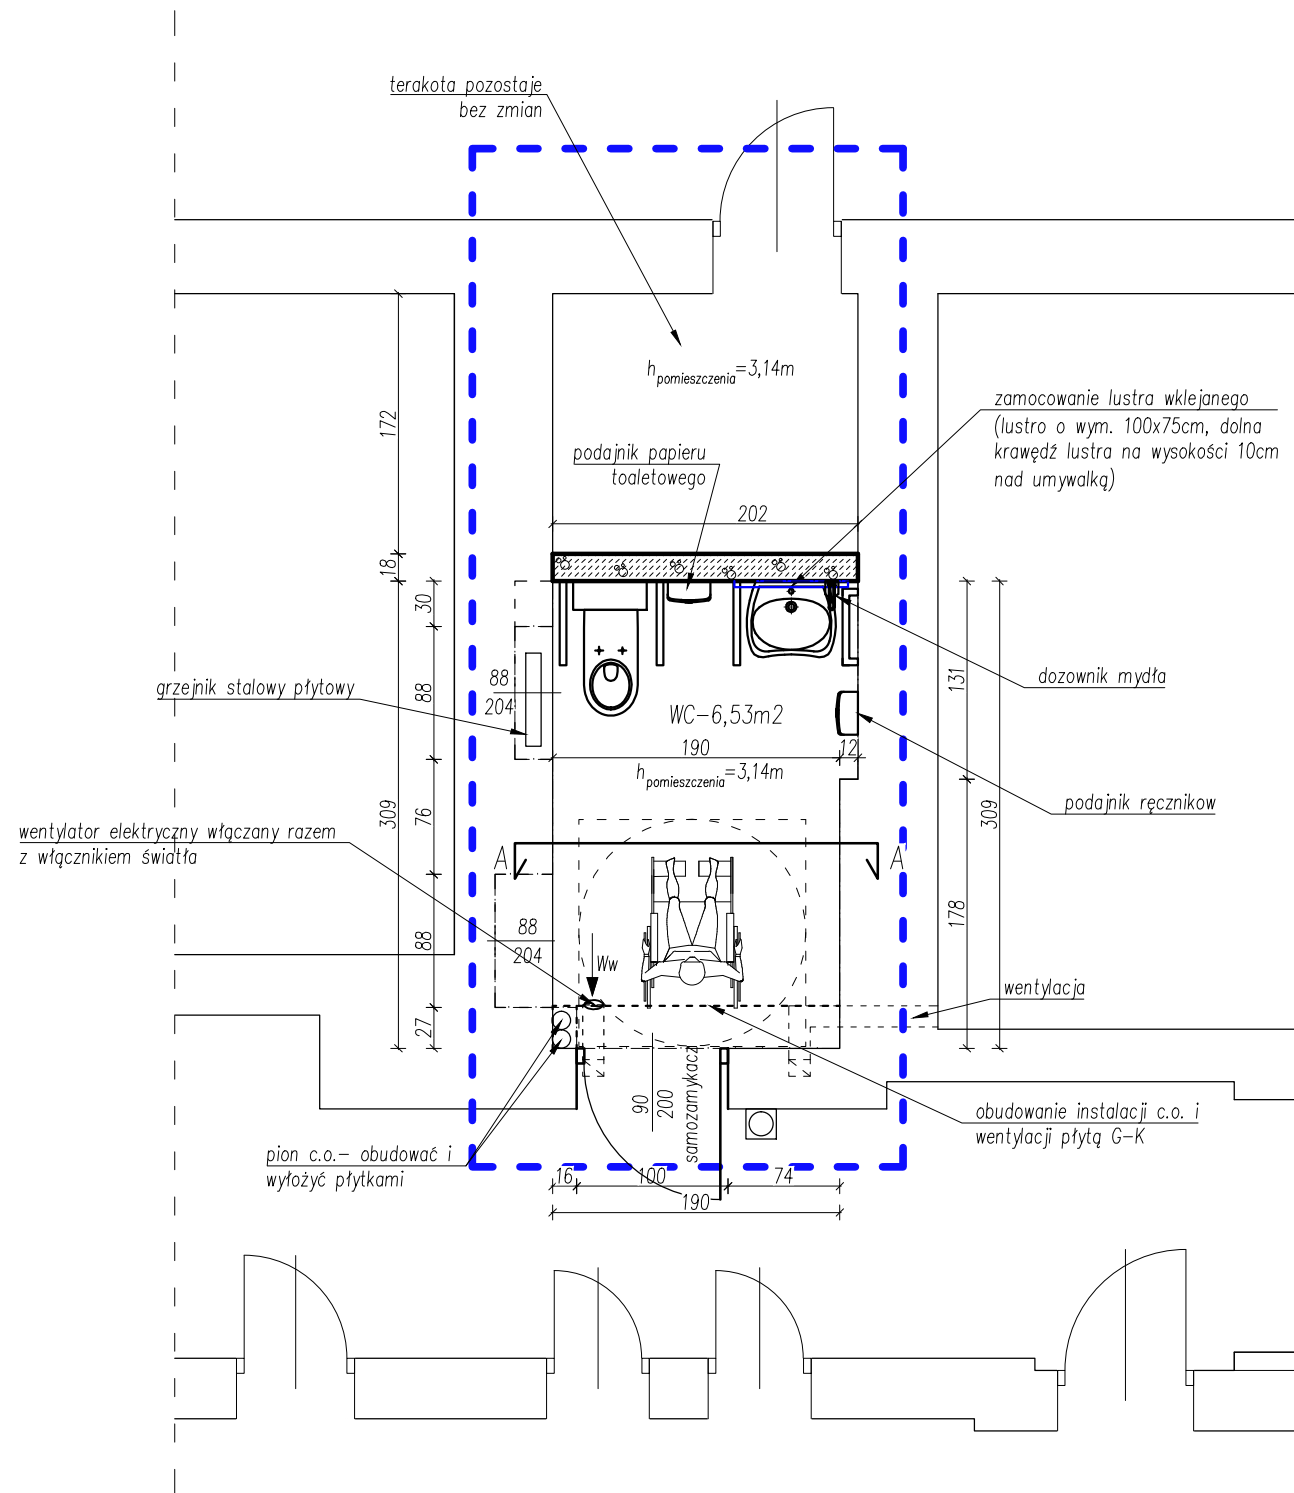 terakota pozostaje
bez zmian
h pomieszczenia=3,14m
zamocowanie lustra wklejanego
(lustro o wym. 100x75cm, dolna
krawędź lustra na wysokości 10cm
nad umywalką)
podajnik papieru
toaletowego
172
202
18
30
88
204
88
131
dozownik mydła
grzejnik stalowy płytowy
WC-6,53m2
190
12
h pomieszczenia=3,14m
podajnik ręcznikow
309
76
309
wentylator elektryczny włączany razem
z włącznikiem światła
A
A
178
88
204
88
Ww
wentylacja
27
90
200
samozamykacz
obudowanie instalacji c.o. i
wentylacji płytą G-K
pion c.o.- obudować i
wyłożyć płytkami
16
100
74
190